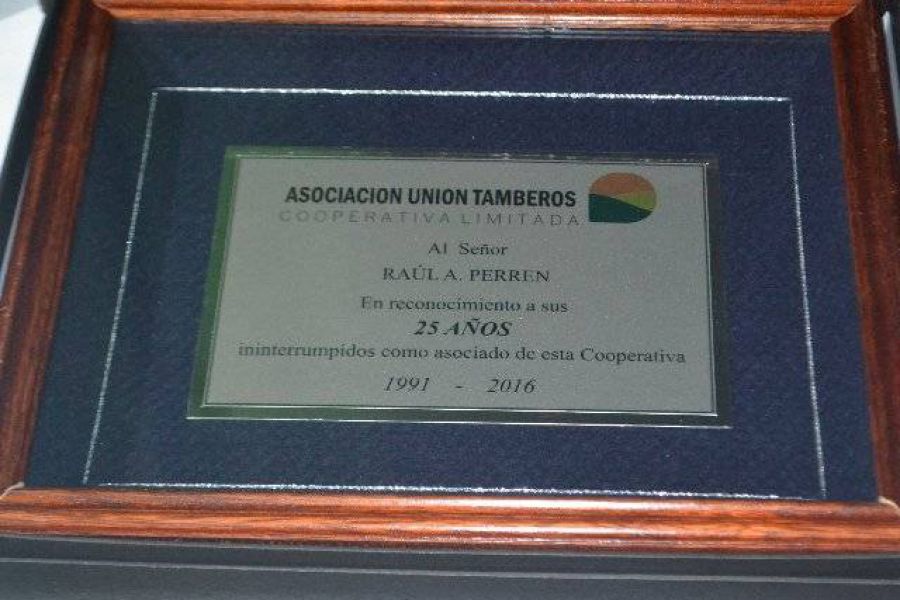 ASOCIACION UNION TAMBEROS
COOPERATIVA LIMITADA
Al Señor
RAÚL A. PERREN
En reconocimiento a sus
25 AÑOS
ininterrumpidos como asociado de esta Cooperativa
1991 - 2016